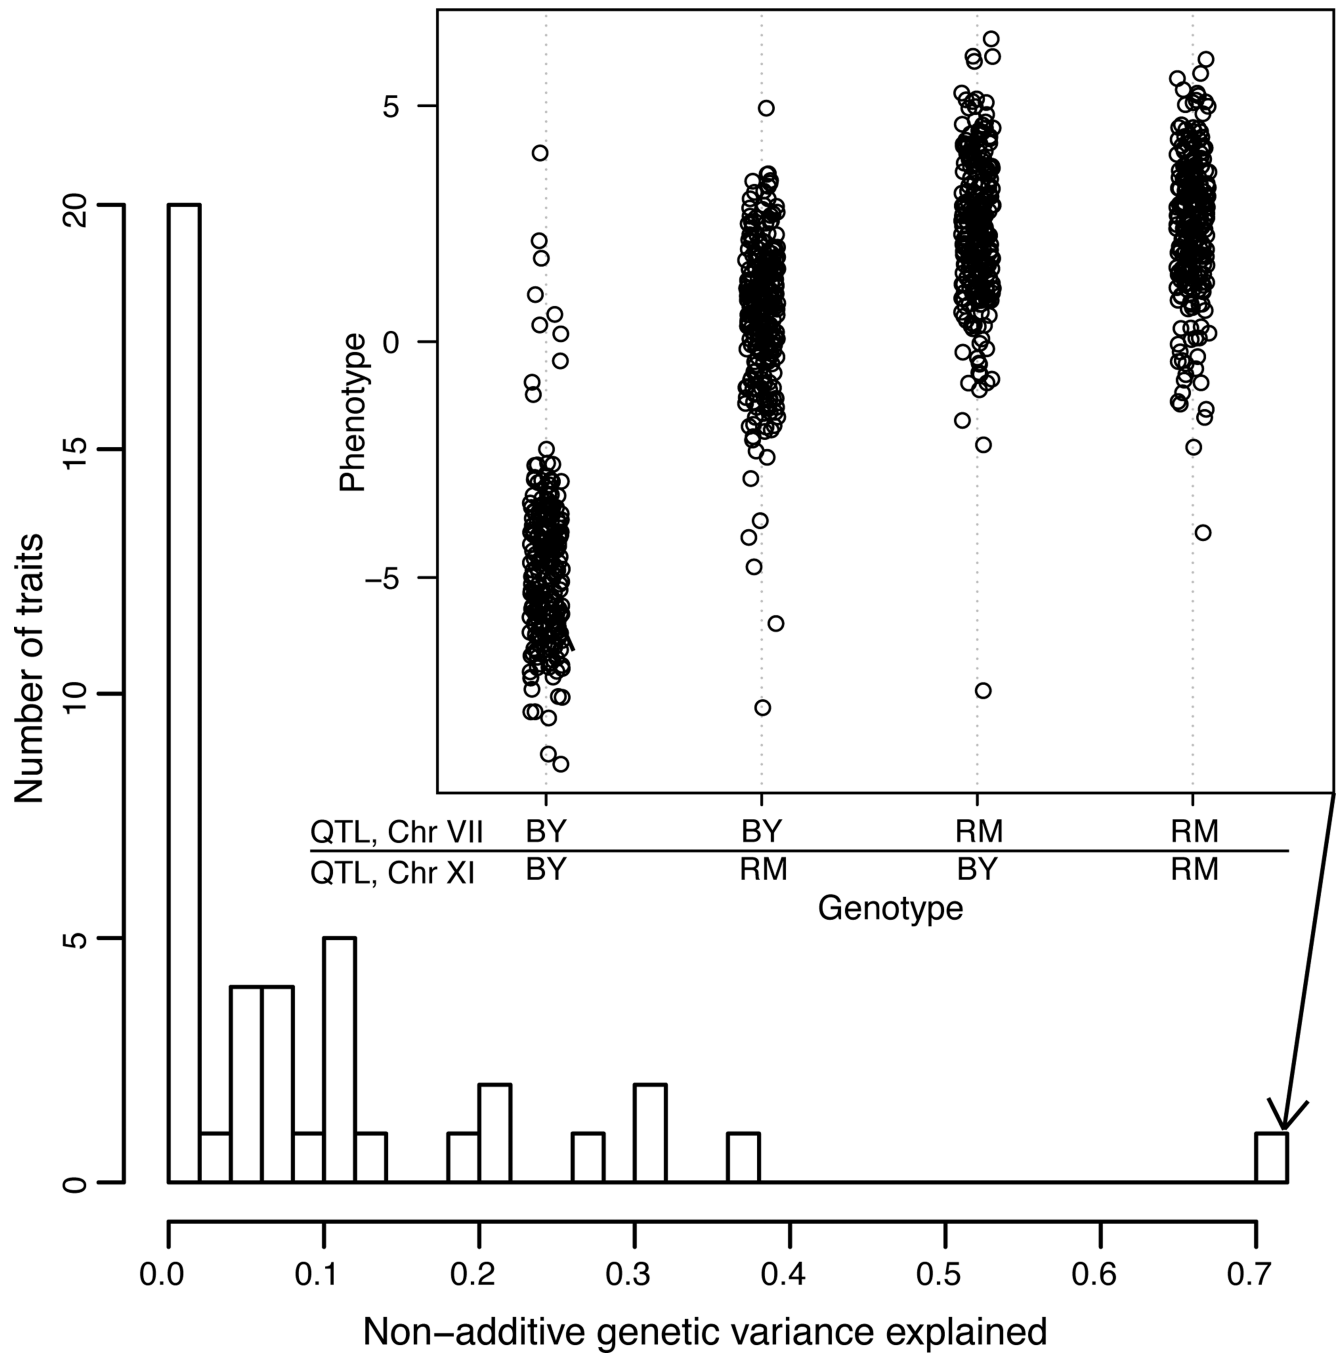 5
0
−5
Phenotype
QTL, Chr VII BY BY RM RM
QTL, Chr XI BY RM BY RM
Genotype
20
15
10
5
0
Number of traits
0.0 0.1 0.2 0.3 0.4 0.5 0.6 0.7
Non−additive genetic variance explained